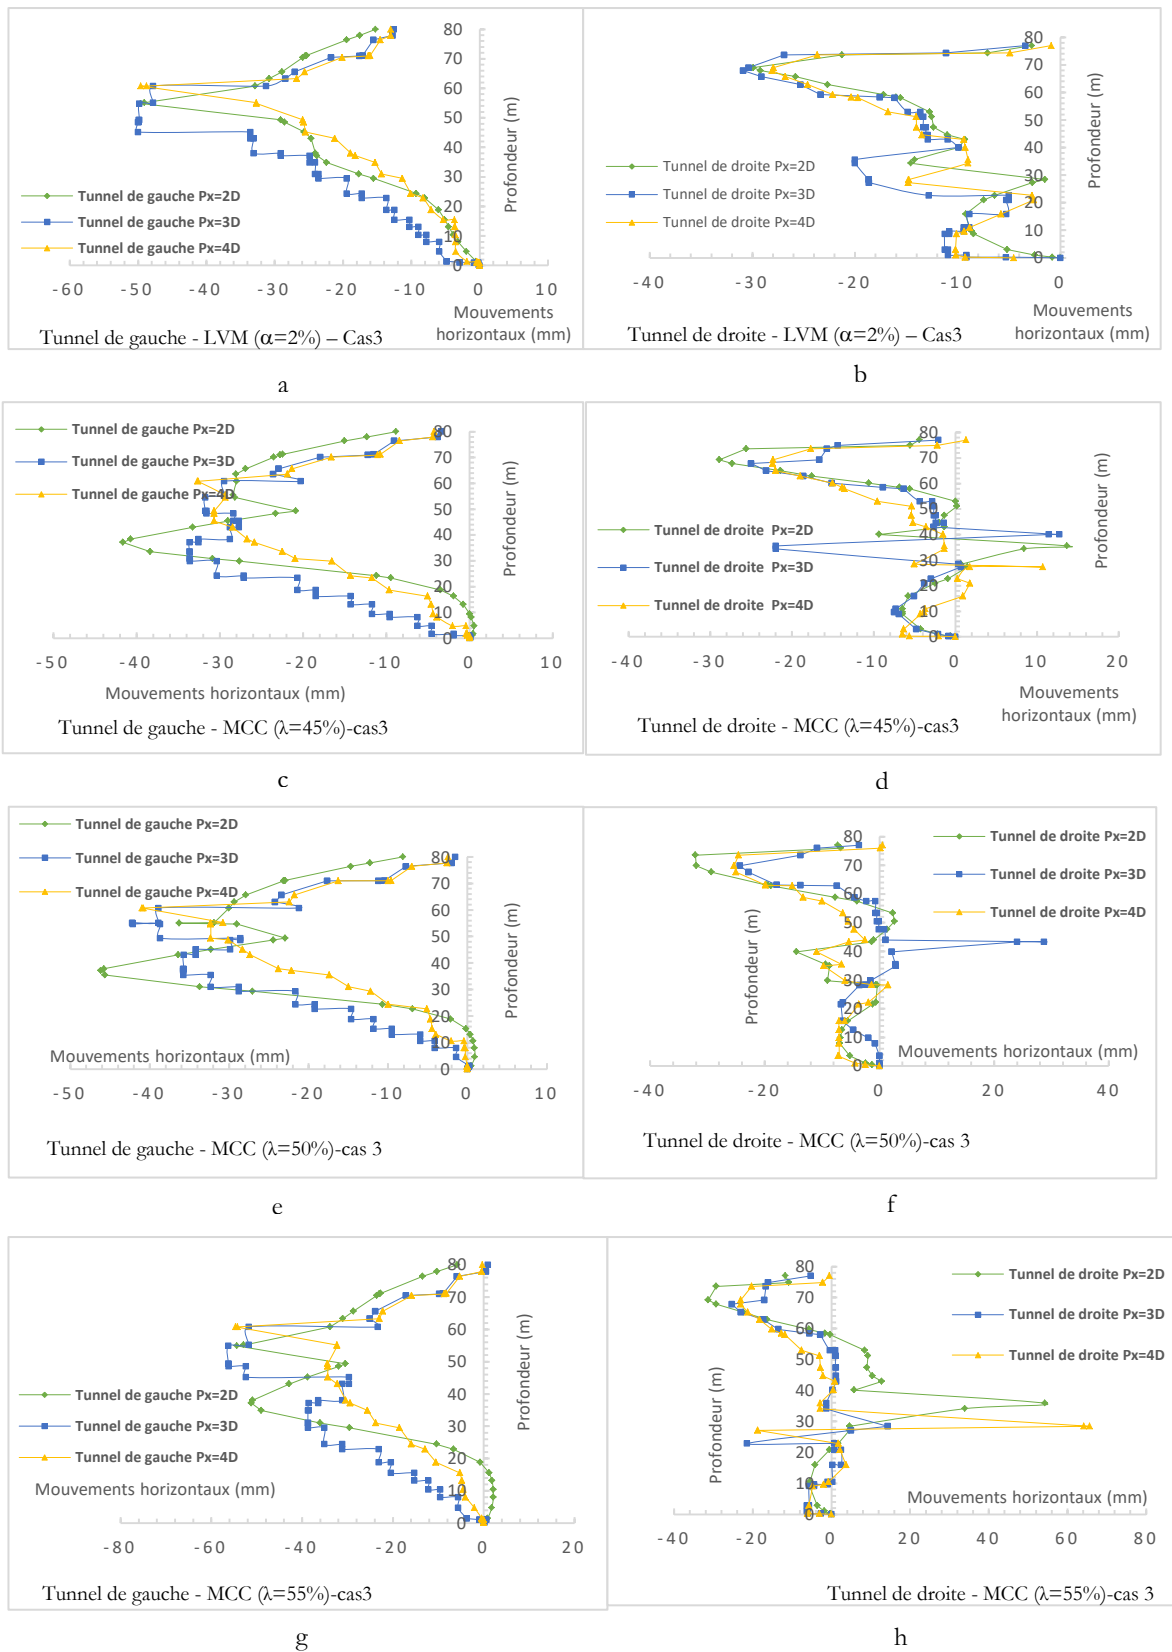 80
70
60
50
40
30
20
10
0
Profondeur (m)
Tunnel de gauche Px=2D
Tunnel de gauche Px=3D
Tunnel de gauche Px=4D
-60 -50 -40 -30 -20 -10 0 10
Mouvements
horizontaux (mm)
Tunnel de gauche - LVM (α=2%) – Cas3
a
80
70
60
50
40
30
20
10
0
Profondeur (m)
Tunnel de droite Px=2D
Tunnel de droite Px=3D
Tunnel de droite Px=4D
-40 -30 -20 -10 0
Mouvements
horizontaux (mm)
Tunnel de droite - LVM (α=2%) – Cas3
b
Tunnel de gauche Px=2D
Tunnel de gauche Px=3D
Tunnel de gauche Px=4D
80
70
60
50
40
30
20
10
0
Profondeur (m)
-50 -40 -30 -20 -10 0 10
Mouvements horizontaux (mm)
Tunnel de gauche - MCC (λ=45%)-cas3
c
80
70
60
50
40
30
20
10
0
Profondeur (m)
Tunnel de droite Px=2D
Tunnel de droite Px=3D
Tunnel de droite Px=4D
-40 -30 -20 -10 0 10 20
Mouvements
horizontaux (mm)
Tunnel de droite - MCC (λ=45%)-cas3
d
Tunnel de gauche Px=2D
Tunnel de gauche Px=3D
Tunnel de gauche Px=4D
80
70
60
50
40
30
20
10
0
Profondeur (m)
Mouvements horizontaux (mm)
-50 -40 -30 -20 -10 0 10
Tunnel de gauche - MCC (λ=50%)-cas 3
e
80
70
60
50
40
30
20
10
0
Profondeur (m)
Tunnel de droite Px=2D
Tunnel de droite Px=3D
Tunnel de droite Px=4D
Mouvements horizontaux (mm)
-40 -20 0 20 40
Tunnel de droite - MCC (λ=50%)-cas 3
f
80
70
60
50
40
30
20
10
0
Profondeur (m)
Tunnel de gauche Px=2D
Tunnel de gauche Px=3D
Tunnel de gauche Px=4D
Mouvements horizontaux (mm)
-80 -60 -40 -20 0 20
Tunnel de gauche - MCC (λ=55%)-cas3
g
80
70
60
50
40
30
20
10
0
Profondeur (m)
Tunnel de droite Px=2D
Tunnel de droite Px=3D
Tunnel de droite Px=4D
Mouvements horizontaux (mm)
-40 -20 0 20 40 60 80
Tunnel de droite - MCC (λ=55%)-cas 3
h